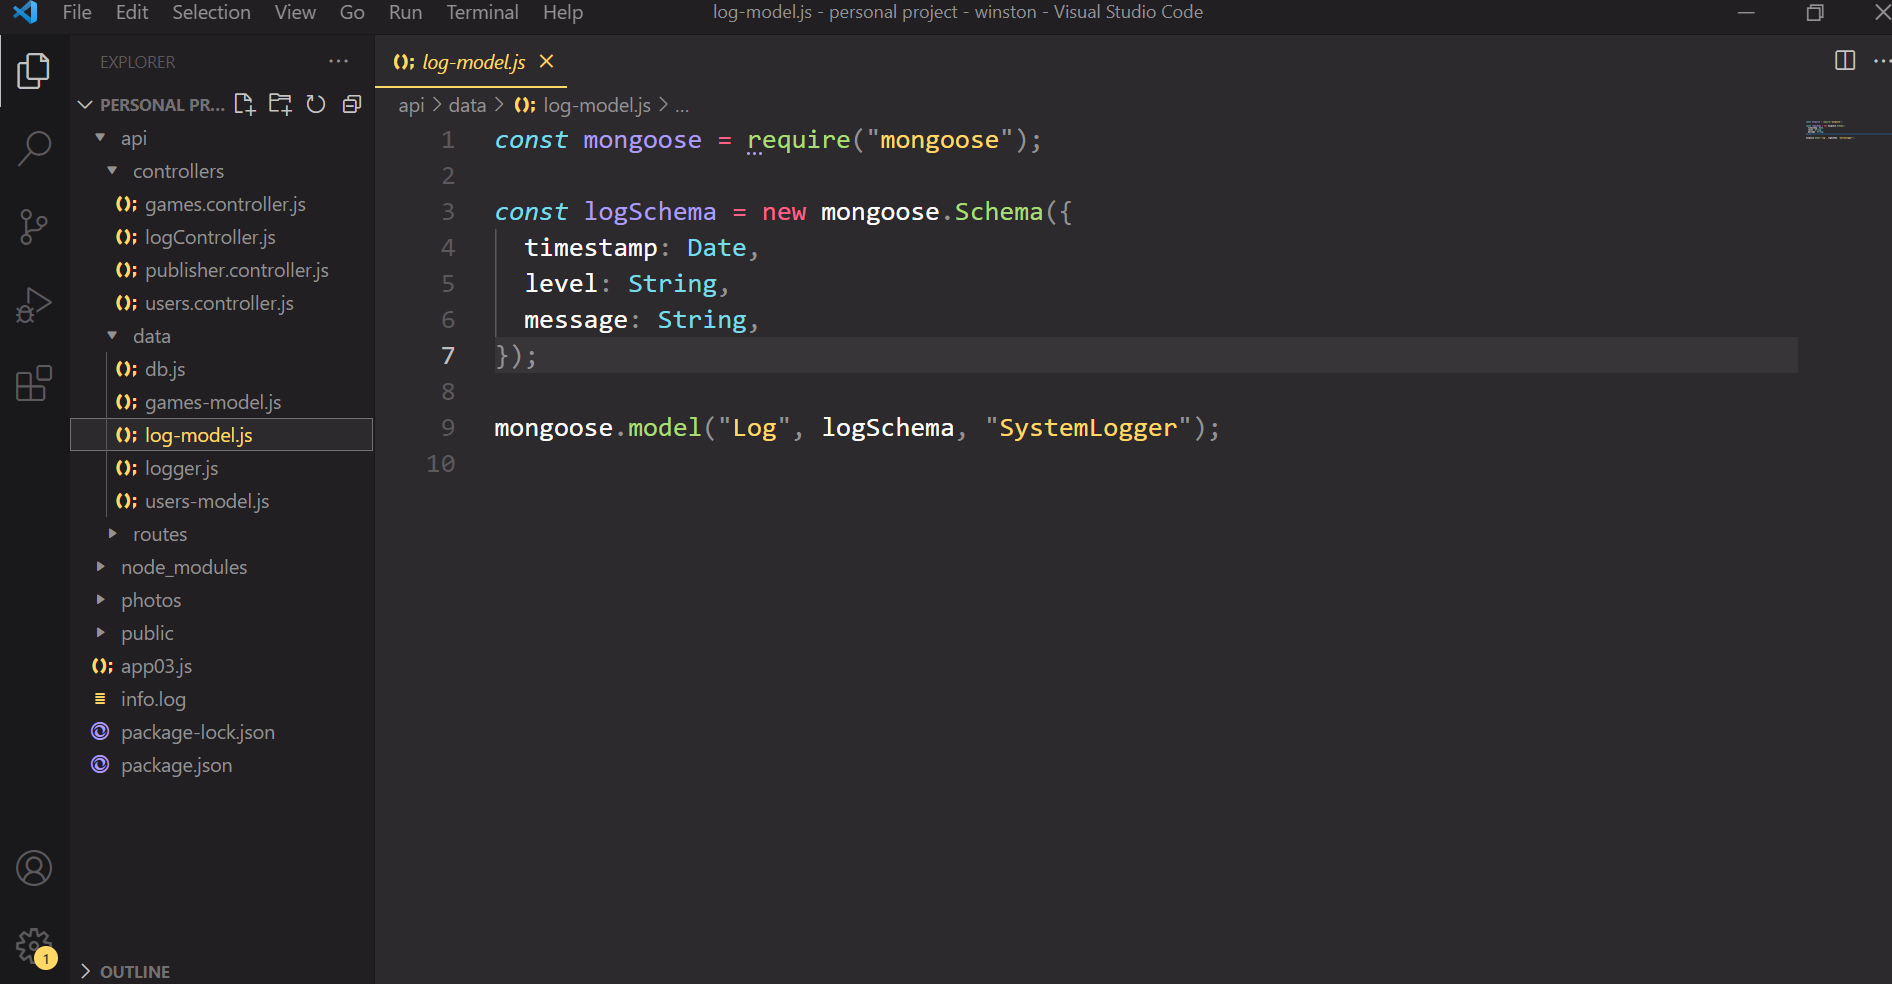 File Edit Selection View Go Run Terminal Help
log-model.js - personal project - winston - Visual Studio Code
EXPLORER
PERSONAL PR...
api
controllers
games.controller.js
logController.js
publisher.controller.js
users.controller.js
data
db.js
games-model.js
log-model.js
logger.js
users-model.js
routes
node_modules
photos
public
app03.js
info.log
package-lock.json
package.json
1
OUTLINE
log-model.js
api > data > log-model.js > ...
1 const mongoose = require("mongoose");
2
3 const logSchema = new mongoose.Schema({
4 timestamp: Date,
5 level: String,
6 message: String,
7 });
8
9 mongoose.model("Log", logSchema, "SystemLogger");
10